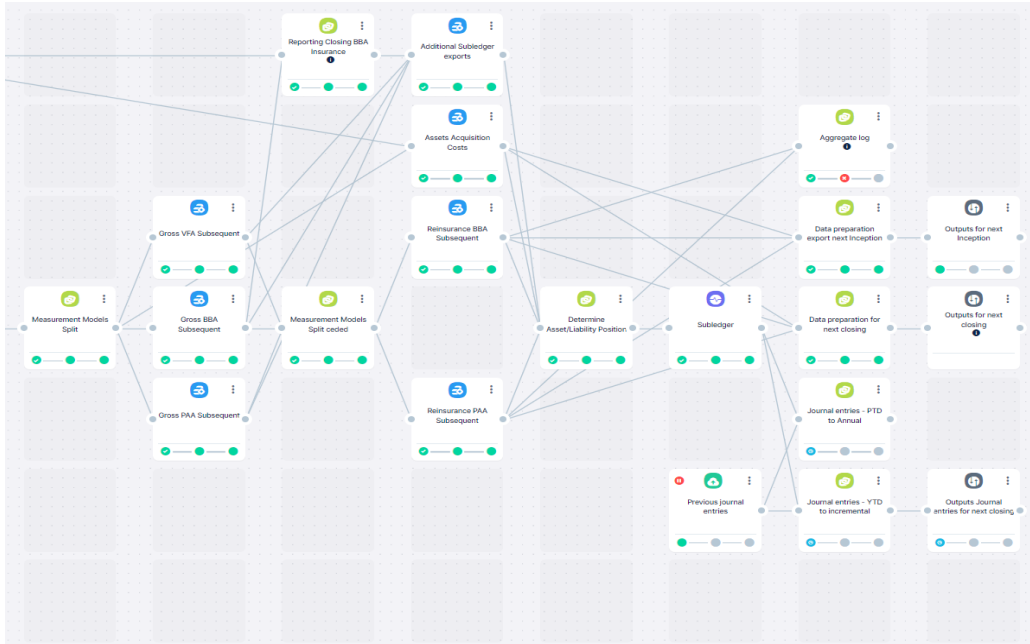 Reporting Closing BBA
Insurance
Additional Subledger
exports
Assets Acquisition
Costs
Aggregate log
Gross VFA Subsequent
Reinsurance BBA
Subsequent
Data preparation
export next Inception
Outputs for next
Inception
Measurement Models
Split
Gross BBA
Subsequent
Measurement Models
Split ceded
Determine
Asset/Liability Position
Subledger
Data preparation for
next closing
Outputs for next
closing
Gross PAA Subsequent
Reinsurance PAA
Subsequent
Journal entries - PTD
to Annual
Previous journal
entries
Journal entries - YTD
to incremental
Outputs Journal
entries for next closing